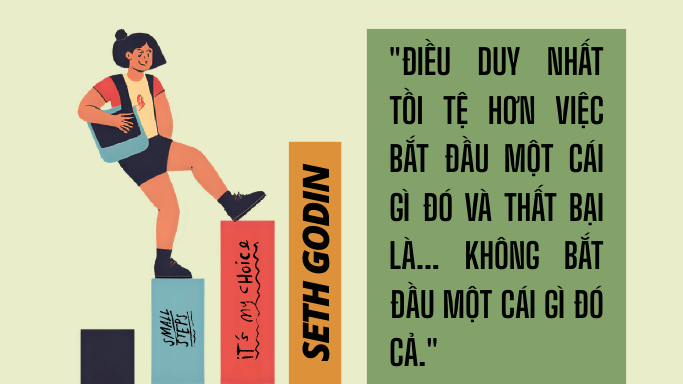 SMALL
STEPS.
IT'S MY CHOICE
SETH GODIN
"ĐIỀU DUY NHẤT
TỒI TỆ HƠN VIỆC
BẮT ĐẦU MỘT CÁI
GÌ ĐÓ VÀ THẤT BẠI
LÀ... KHÔNG BẮT
ĐẦU MỘT CÁI GÌ ĐÓ
CẢ."